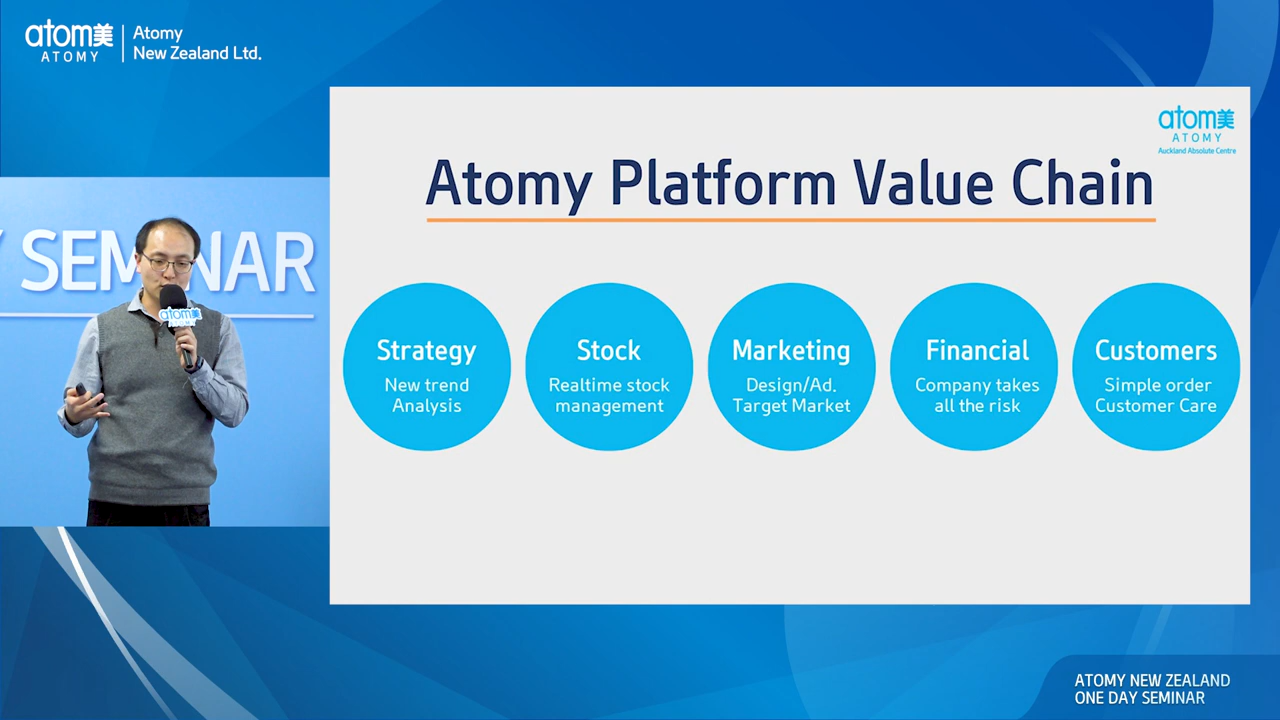 atom美
ATOMY
Atomy
New Zealand Ltd.
atom美
ATOMY
Auckland Absolute Centre
Atomy Platform Value Chain
SEMINAR
atom美
ATOMY
Strategy
New trend
Analysis
Stock
Realtime stock
management
Marketing
Design/Ad.
Target Market
Financial
Company takes
all the risk
Customers
Simple order
Customer Care
ATOMY NEW ZEALAND
ONE DAY SEMINAR